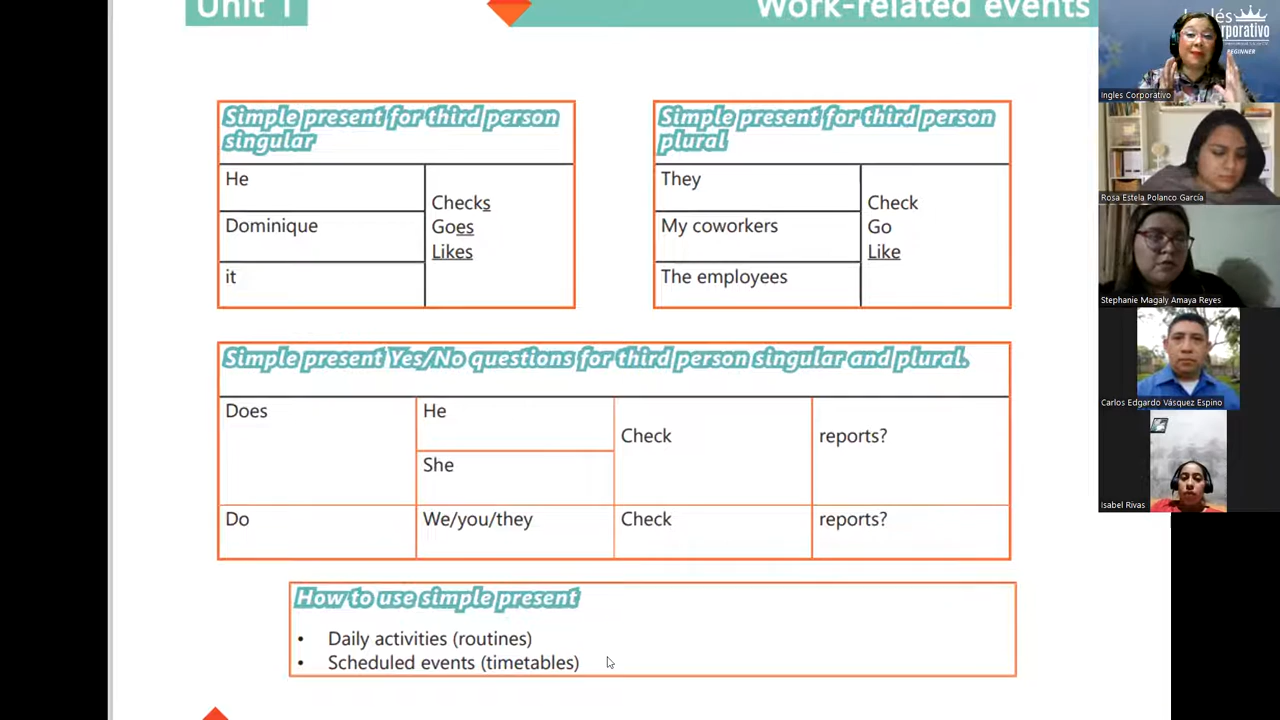 Unit 1
Work-related events
Simple present for third person
singular
He
Dominique
it
Checks
Goes
Likes
Simple present for third person
plural
They
My coworkers
The employees
Check
Go
Like
Simple present Yes/No questions for third person singular and plural.
Does
He
She
Check
reports?
Do
We/you/they
Check
reports?
How to use simple present
• Daily activities (routines)
• Scheduled events (timetables)
BEGINNER
Ingles Corporativo
Rosa Estela Polanco García
Stephanie Magaly Amaya Reyes
Carlos Edgardo Vásquez Espino
Isabel Rivas